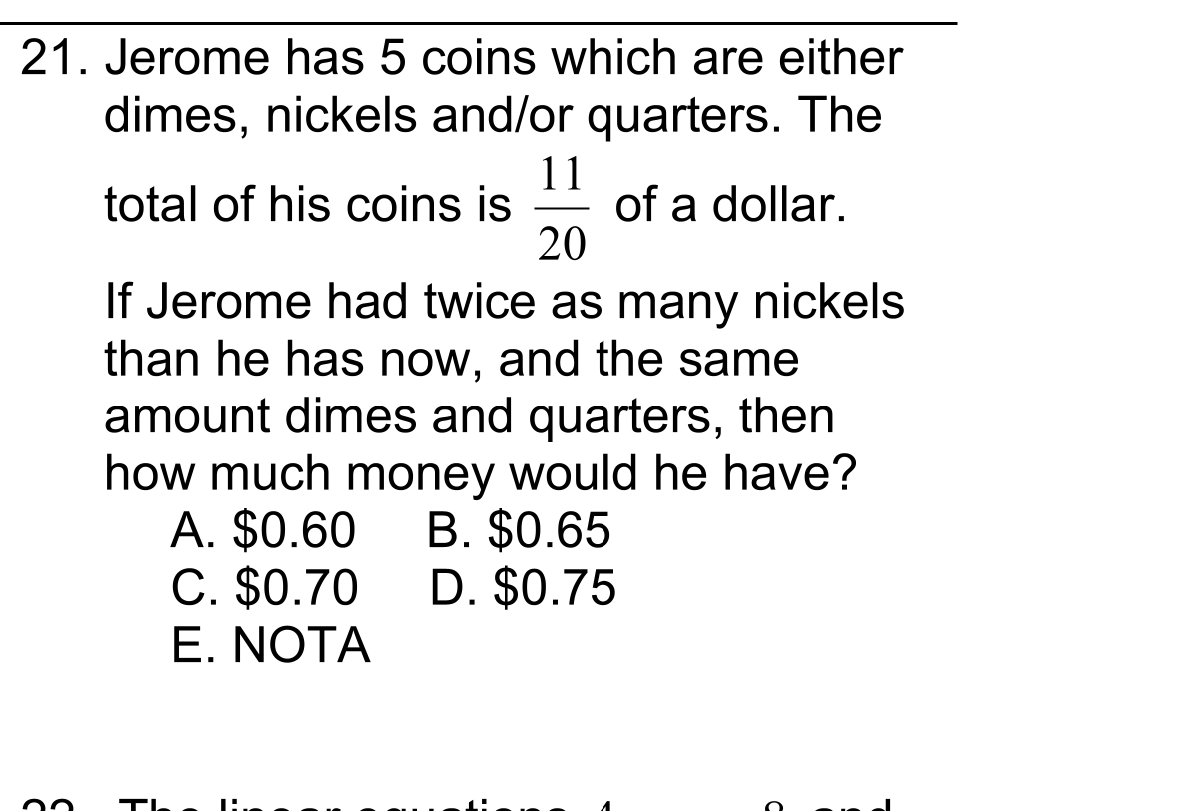 21. Jerome has 5 coins which are either
dimes, nickels and/or quarters. The
total of his coins is 11/20 of a dollar.
If Jerome had twice as many nickels
than he has now, and the same
amount dimes and quarters, then
how much money would he have?
A. $0.60 B. $0.65
C. $0.70 D. $0.75
E. NOTA